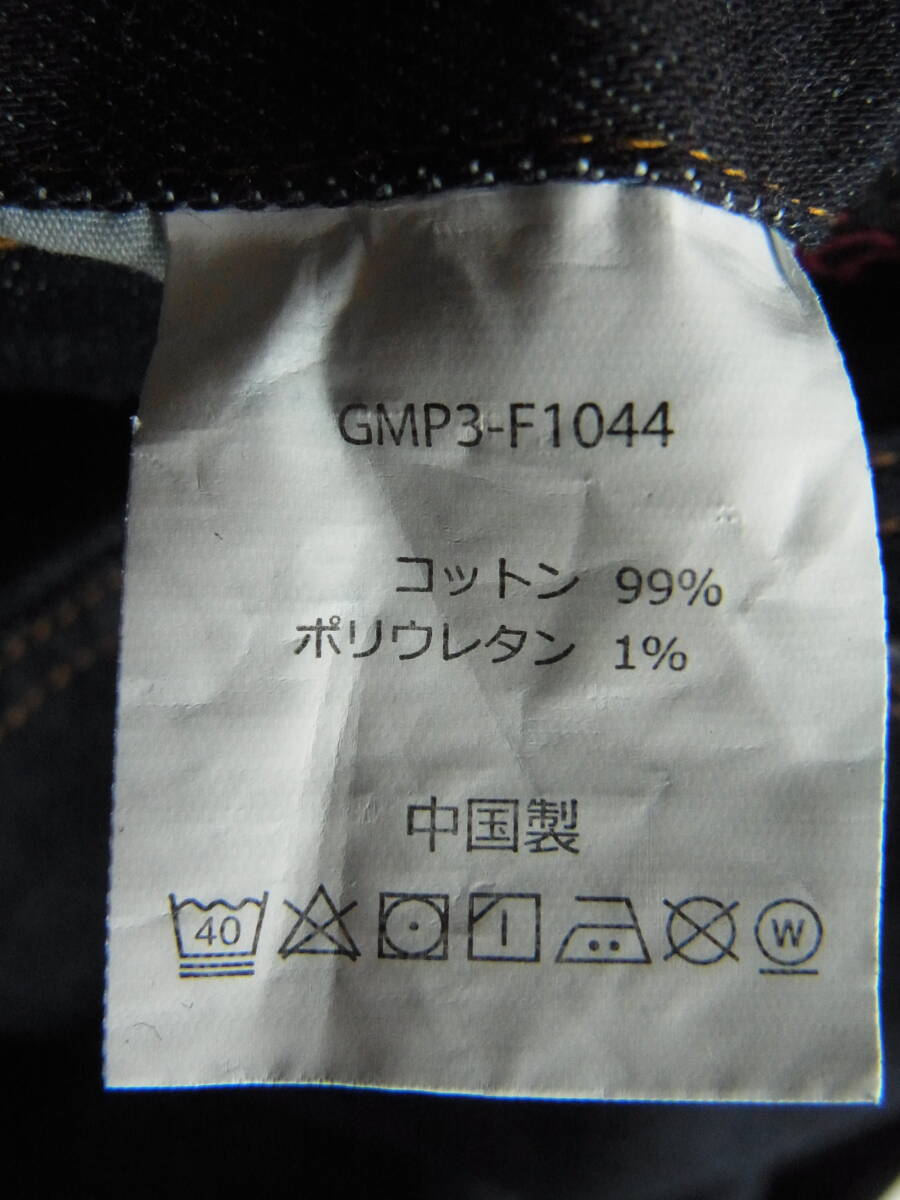 GMP3-F1044
コットン 99%
ポリウレタン 1%
中国製
40 W